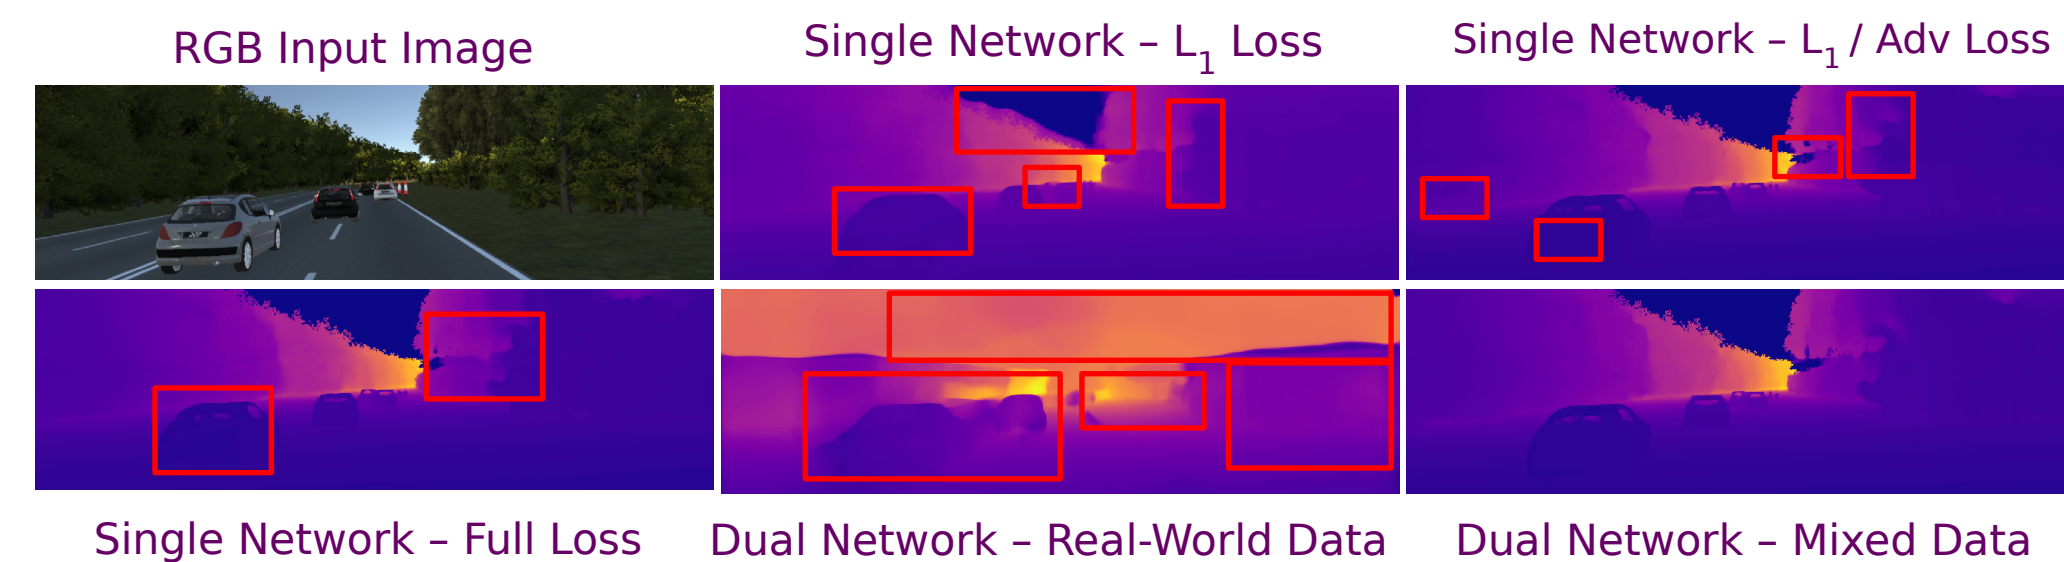 RGB Input Image
Single Network – L1 Loss
Single Network – L1 / Adv Loss
Single Network – Full Loss
Dual Network – Real-World Data
Dual Network – Mixed Data